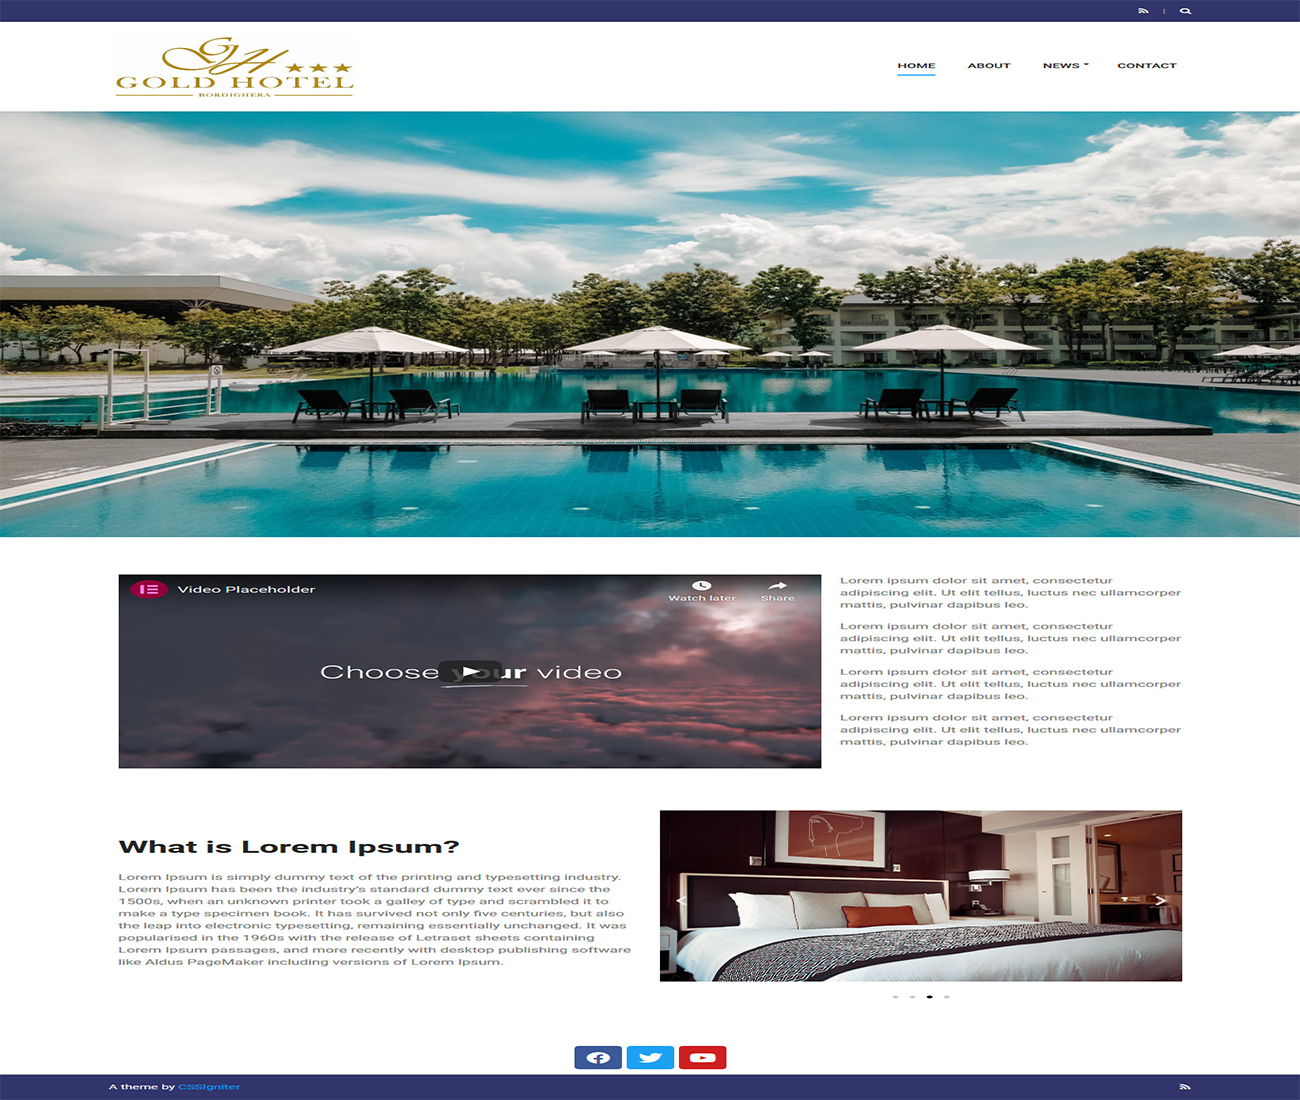 GH
GOLD HOTEL
BORDIGHERA
HOME ABOUT NEWS CONTACT
Video Placeholder
Watch later Share
Choose your video
Lorem ipsum dolor sit amet, consectetur
adipiscing elit. Ut elit tellus, luctus nec ullamcorper
mattis, pulvinar dapibus leo.
Lorem ipsum dolor sit amet, consectetur
adipiscing elit. Ut elit tellus, luctus nec ullamcorper
mattis, pulvinar dapibus leo.
Lorem ipsum dolor sit amet, consectetur
adipiscing elit. Ut elit tellus, luctus nec ullamcorper
mattis, pulvinar dapibus leo.
Lorem ipsum dolor sit amet, consectetur
adipiscing elit. Ut elit tellus, luctus nec ullamcorper
mattis, pulvinar dapibus leo.
What is Lorem Ipsum?
Lorem Ipsum is simply dummy text of the printing and typesetting industry.
Lorem Ipsum has been the industry's standard dummy text ever since the
1500s, when an unknown printer took a galley of type and scrambled it to
make a type specimen book. It has survived not only five centuries, but also
the leap into electronic typesetting, remaining essentially unchanged. It was
popularised in the 1960s with the release of Letraset sheets containing
Lorem Ipsum passages, and more recently with desktop publishing software
like Aldus PageMaker including versions of Lorem Ipsum.
A theme by CSSIgniter